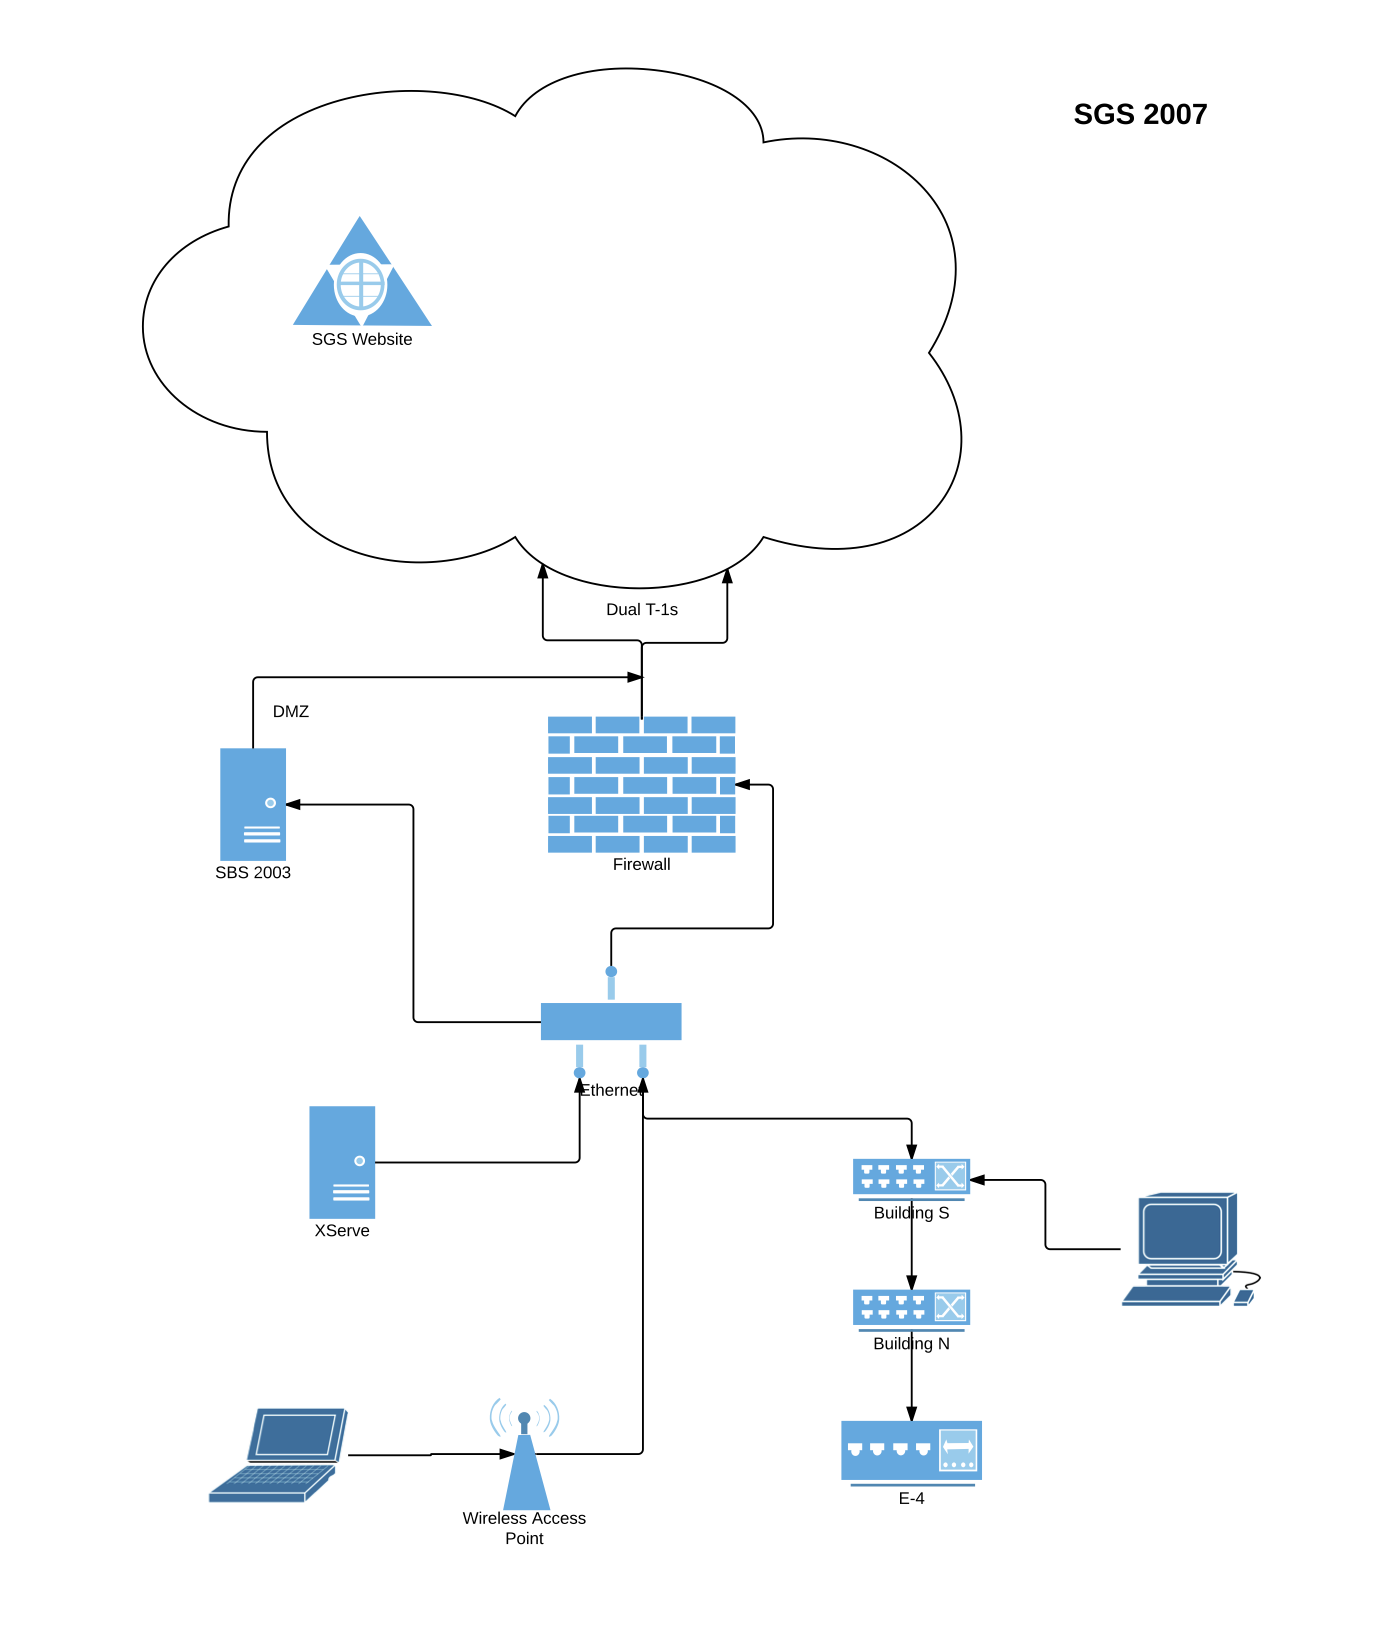 SGS 2007
SGS Website
Dual T-1s
DMZ
Firewall
SBS 2003
Ethernet
XServe
Building S
Building N
E-4
Wireless Access
Point